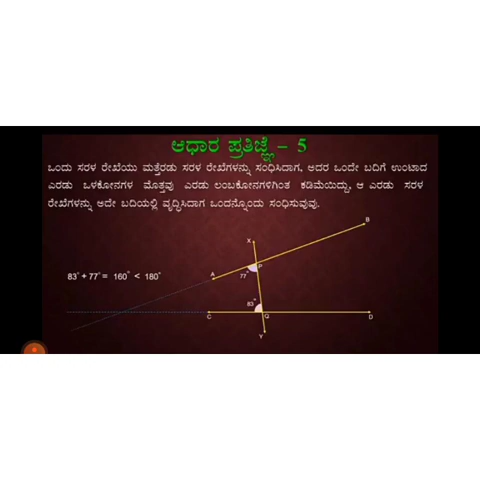 ಆಧಾರ ಪ್ರತಿಜ್ಞೆ – 5
ಒಂದು ಸರಳ ರೇಖೆಯು ಮತ್ತೆರಡು ಸರಳ ರೇಖೆಗಳನ್ನು ಸಂಧಿಸಿದಾಗ, ಅದರ ಒಂದೇ ಬದಿಗೆ ಉಂಟಾದ
ಎರಡು ಒಳಕೋನಗಳ ಮೊತ್ತವು ಎರಡು ಲಂಬಕೋನಗಳಿಗಿಂತ ಕಡಿಮೆಯಿದ್ದು, ಆ ಎರಡು ಸರಳ
ರೇಖೆಗಳನ್ನು ಅದೇ ಬದಿಯಲ್ಲಿ ವೃದ್ಧಿಸಿದಾಗ ಒಂದನ್ನೊಂದು ಸಂಧಿಸುವುವು.
B
X
P
83° + 77° = 160° < 180°
77°
A
83°
C
Q
D
Y